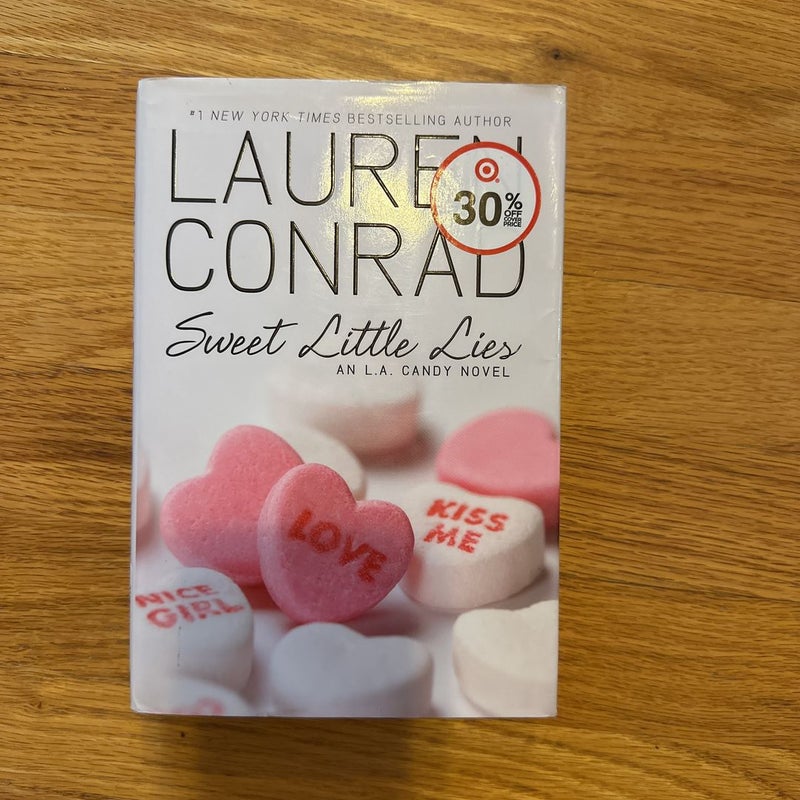 #1 NEW YORK TIMES BESTSELLING AUTHOR
LAUREN
CONRAD
30% OFF
COVER
PRICE
Sweet Little Lies
AN L.A. CANDY NOVEL
LOVE
KISS
ME
NICE
GIRL